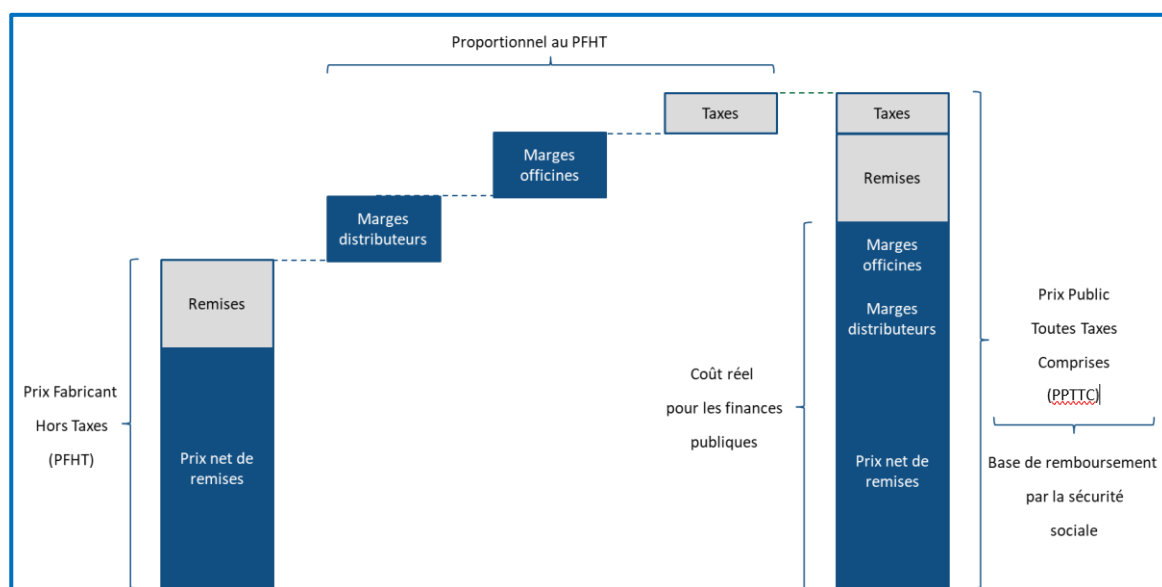 Proportionnel au PFHT
Taxes
Taxes
Marges
officines
Remises
Marges
distributeurs
Marges
officines
Remises
Marges
distributeurs
Prix Public
Toutes Taxes
Comprises
(PPTTC)
Coût réel
pour les finances
publiques
Prix Fabricant
Hors Taxes
(PFHT)
Prix net de
remises
Prix net de
remises
Base de remboursement
par la sécurité
sociale